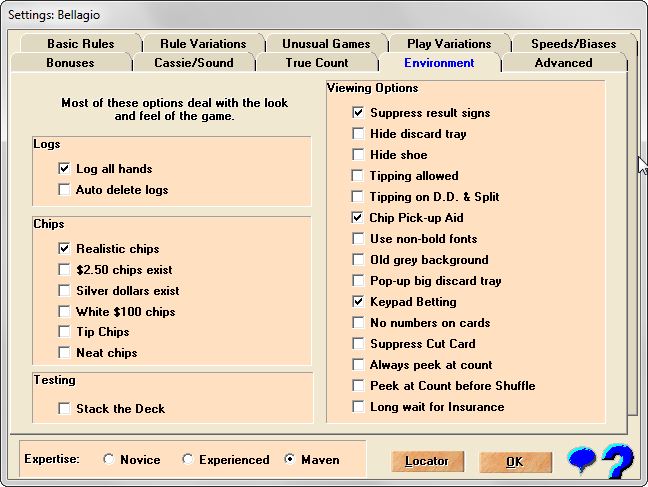 Settings: Bellagio
Basic Rules Rule Variations Unusual Games Play Variations Speeds/Biases
Bonuses Cassie/Sound True Count Environment Advanced
Most of these options deal with the look
and feel of the game.
Logs
Log all hands
Auto delete logs
Chips
Realistic chips
$2.50 chips exist
Silver dollars exist
White $100 chips
Tip Chips
Neat chips
Testing
Stack the Deck
Viewing Options
Suppress result signs
Hide discard tray
Hide shoe
Tipping allowed
Tipping on D.D. & Split
Chip Pick-up Aid
Use non-bold fonts
Old grey background
Pop-up big discard tray
Keypad Betting
No numbers on cards
Suppress Cut Card
Always peek at count
Peek at Count before Shuffle
Long wait for Insurance
Expertise: Novice Experienced Maven
Locator OK ?